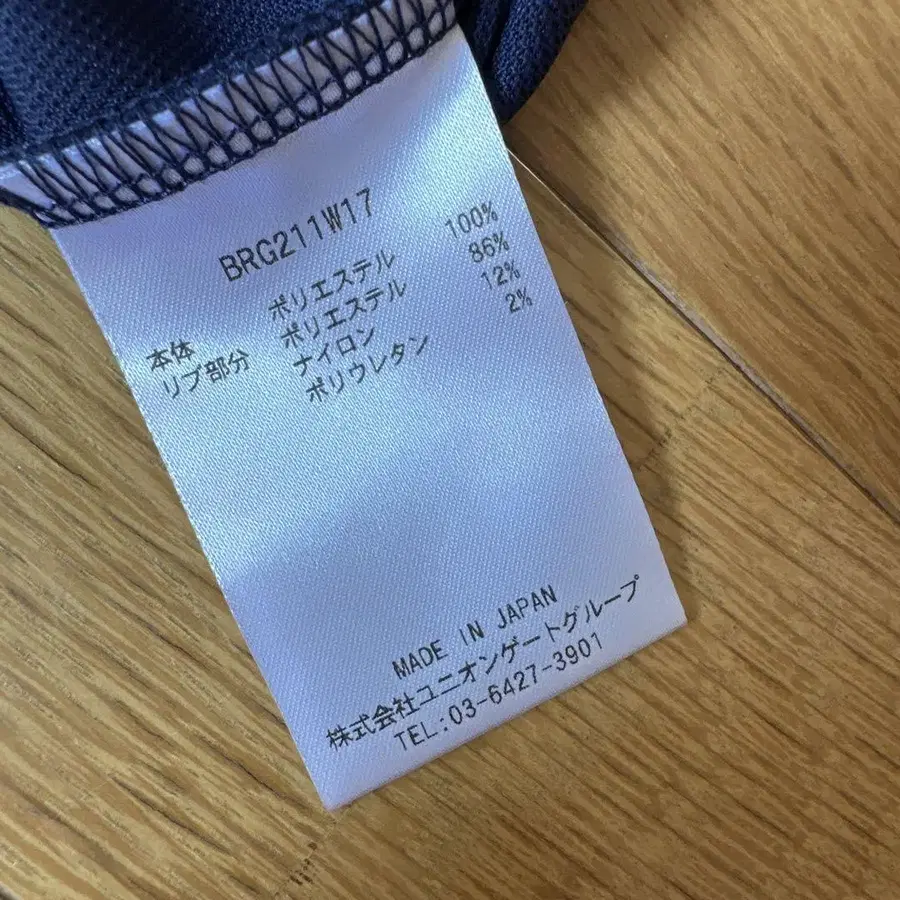 BRG211W17
本体 ポリエステル 100%
リブ部分 ポリエステル 86%
ナイロン 12%
ポリウレタン 2%
MADE IN JAPAN
株式会社ユニオンゲートグループ
TEL:03-6427-3901